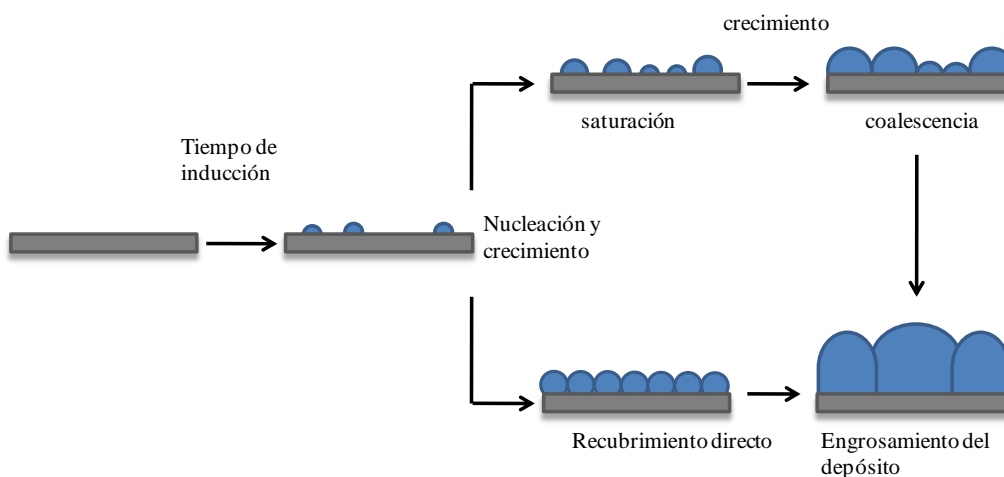 crecimiento
saturación
coalescencia
Tiempo de
inducción
Nucleación y
crecimiento
Recubrimiento directo
Engrosamiento del
depósito